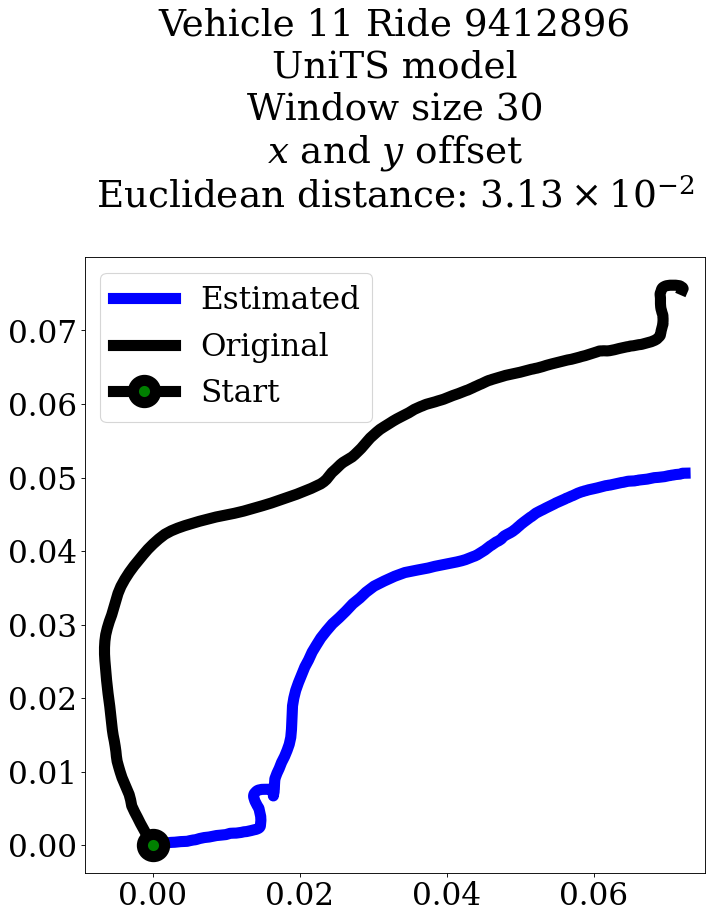 Vehicle 11 Ride 9412896
UniTS model
Window size 30
x and y offset
Euclidean distance: 3.13 × 10⁻²
Estimated
Original
Start
0.07
0.06
0.05
0.04
0.03
0.02
0.01
0.00
0.00 0.02 0.04 0.06